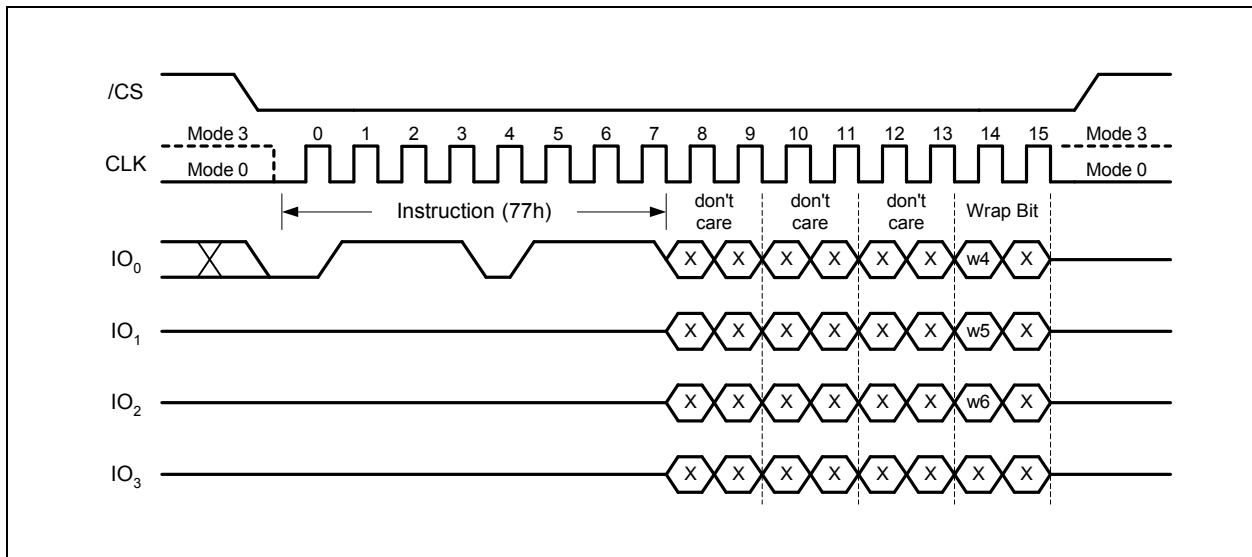 /CS
Mode 3 0 1 2 3 4 5 6 7 8 9 10 11 12 13 14 15 Mode 3
CLK
Mode 0 Mode 0
Instruction (77h) don't care don't care don't care Wrap Bit
IO0 X X X X X X w4 X
IO1 X X X X X X w5 X
IO2 X X X X X X w6 X
IO3 X X X X X X X X